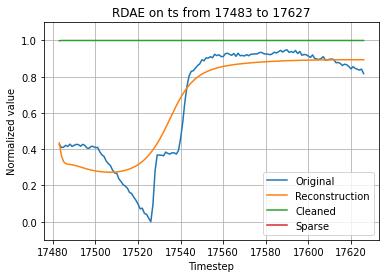 RDAE on ts from 17483 to 17627
Normalized value
1.0
0.8
0.6
0.4
0.2
0.0
Original
Reconstruction
Cleaned
Sparse
17480 17500 17520 17540 17560 17580 17600 17620
Timestep